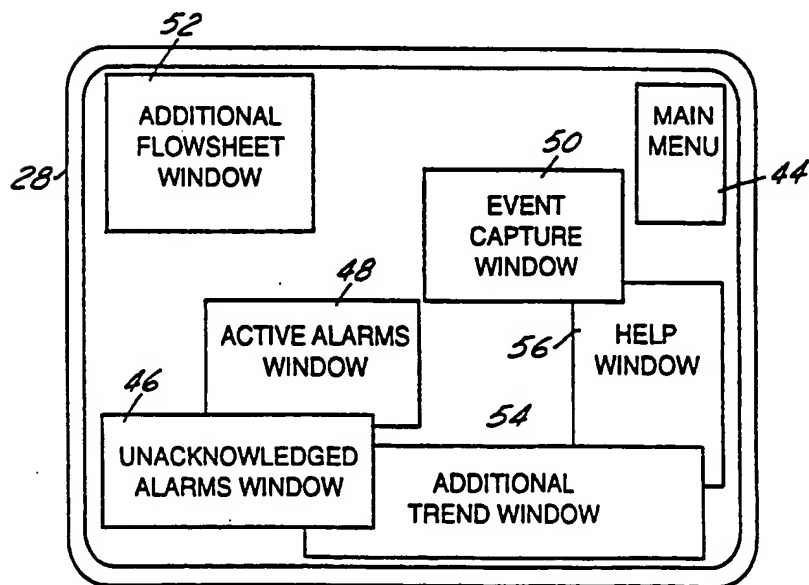 52
ADDITIONAL
FLOWSHEET
WINDOW
MAIN
MENU
44
28
50
EVENT
CAPTURE
WINDOW
48
ACTIVE ALARMS
WINDOW
56
HELP
WINDOW
46
UNACKNOWLEDGED
ALARMS WINDOW
54
ADDITIONAL
TREND WINDOW